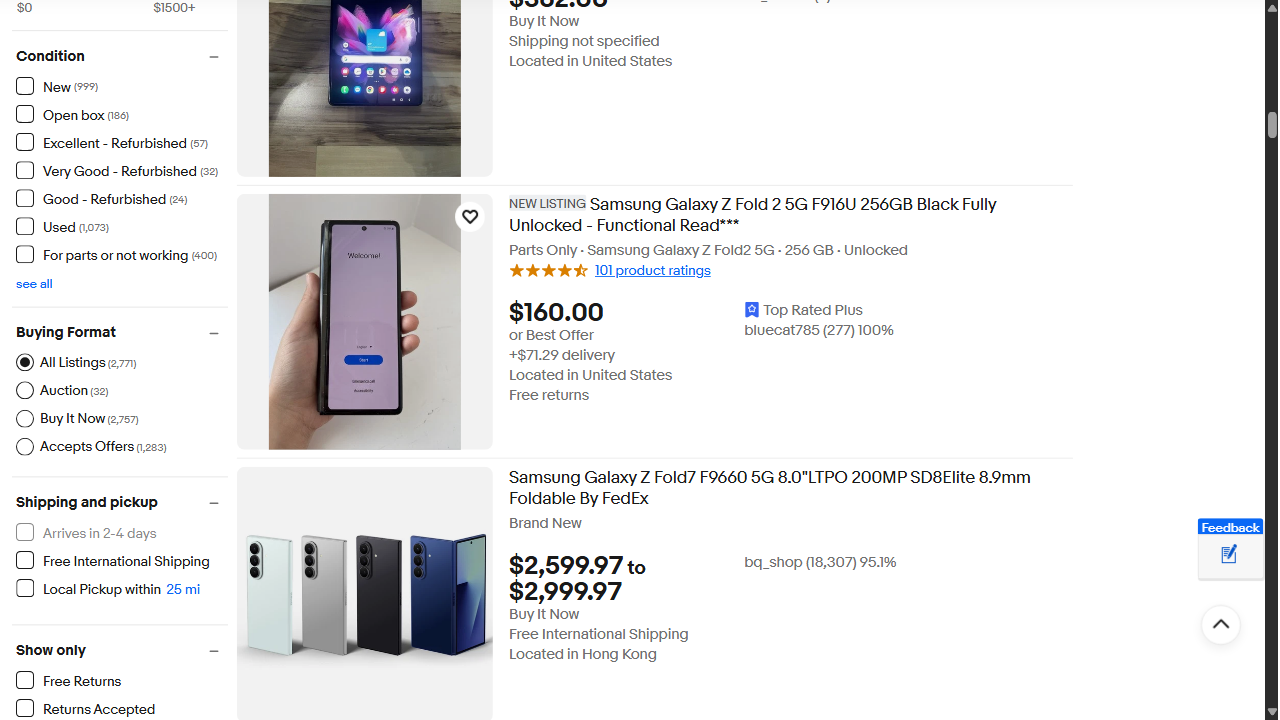 $0
$1500+
Condition
New (999)
Open box (186)
Excellent - Refurbished (57)
Very Good - Refurbished (32)
Good - Refurbished (24)
Used (1,073)
For parts or not working (400)
see all
Buying Format
All Listings (2,771)
Auction (32)
Buy It Now (2,757)
Accepts Offers (1,283)
Shipping and pickup
Arrives in 2-4 days
Free International Shipping
Local Pickup within 25 mi
Show only
Free Returns
Returns Accepted
Buy It Now
Shipping not specified
Located in United States
Welcome!
Start
NEW LISTING Samsung Galaxy Z Fold 2 5G F916U 256GB Black Fully
Unlocked - Functional Read***
Parts Only · Samsung Galaxy Z Fold2 5G · 256 GB · Unlocked
101 product ratings
$160.00
or Best Offer
+$71.29 delivery
Located in United States
Free returns
Top Rated Plus
bluecat785 (277) 100%
Samsung Galaxy Z Fold7 F9660 5G 8.0"LTPO 200MP SD8Elite 8.9mm
Foldable By FedEx
Brand New
$2,599.97 to
$2,999.97
Buy It Now
Free International Shipping
Located in Hong Kong
bq_shop (18,307) 95.1%
Feedback